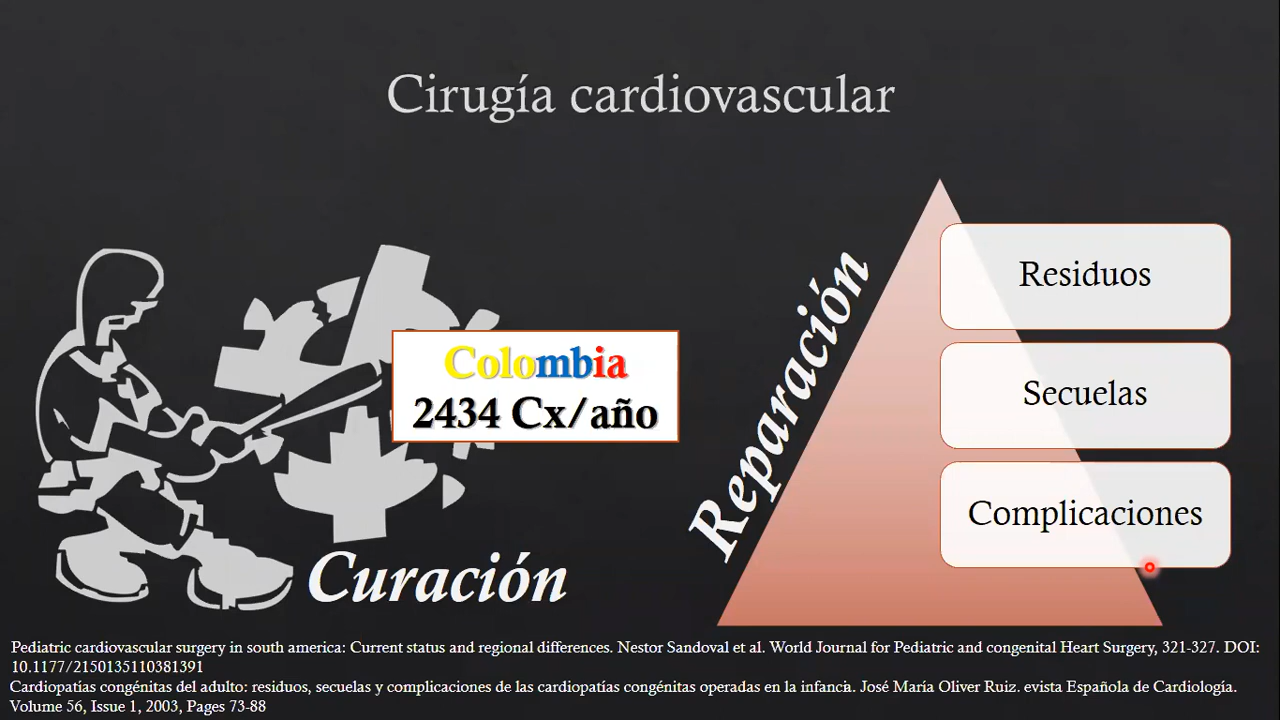 Cirugía cardiovascular
Colombia
2434 Cx/año
Curación
Reparación
Residuos
Secuelas
Complicaciones
Pediatric cardiovascular surgery in south america: Current status and regional differences. Nestor Sandoval et al. World Journal for Pediatric and congenital Heart Surgery, 321-327. DOI:
10.1177/2150135110381391
Cardiopatías congénitas del adulto: residuos, secuelas y complicaciones de las cardiopatías congénitas operadas en la infancia. José María Oliver Ruiz. evista Española de Cardiología.
Volume 56, Issue 1, 2003, Pages 73-88